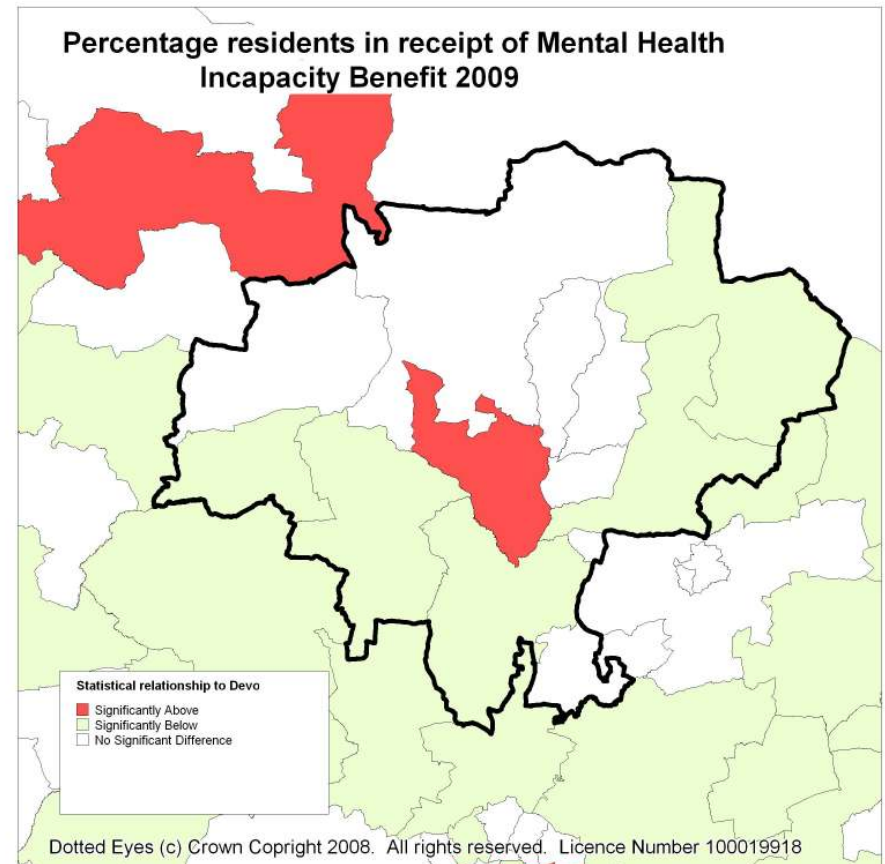 Percentage residents in receipt of Mental Health
Incapacity Benefit 2009
Statistical relationship to Devo
Significantly Above
Significantly Below
No Significant Difference
Dotted Eyes (c) Crown Copright 2008. All rights reserved. Licence Number 100019918